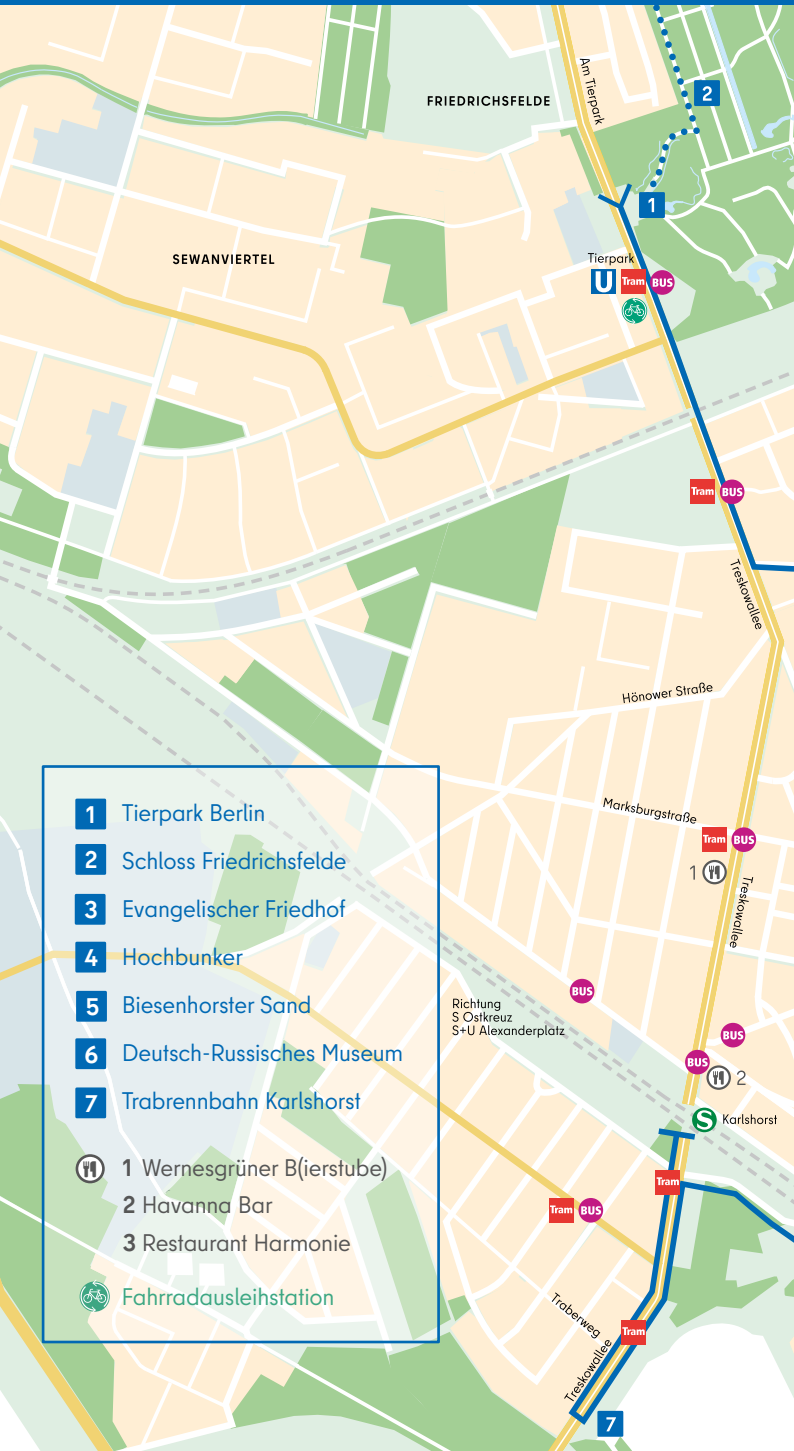 Am Tierpark
2
FRIEDRICHSFELDE
1
SEWANVIERTEL
Tierpark
U Tram BUS
Tram BUS
Treskowallee
Hönower Straße
Marksburgstraße
Tram BUS
1
Treskowallee
BUS
Richtung
S Ostkreuz
S+U Alexanderplatz
BUS
BUS
2
S Karlshorst
Tram
Tram BUS
Traberweg
Tram
Treskowallee
7
1 Tierpark Berlin
2 Schloss Friedrichsfelde
3 Evangelischer Friedhof
4 Hochbunker
5 Biesenhorster Sand
6 Deutsch-Russisches Museum
7 Trabrennbahn Karlshorst
1 Wernesgrüner B(ierstube)
2 Havanna Bar
3 Restaurant Harmonie
Fahrradausleihstation